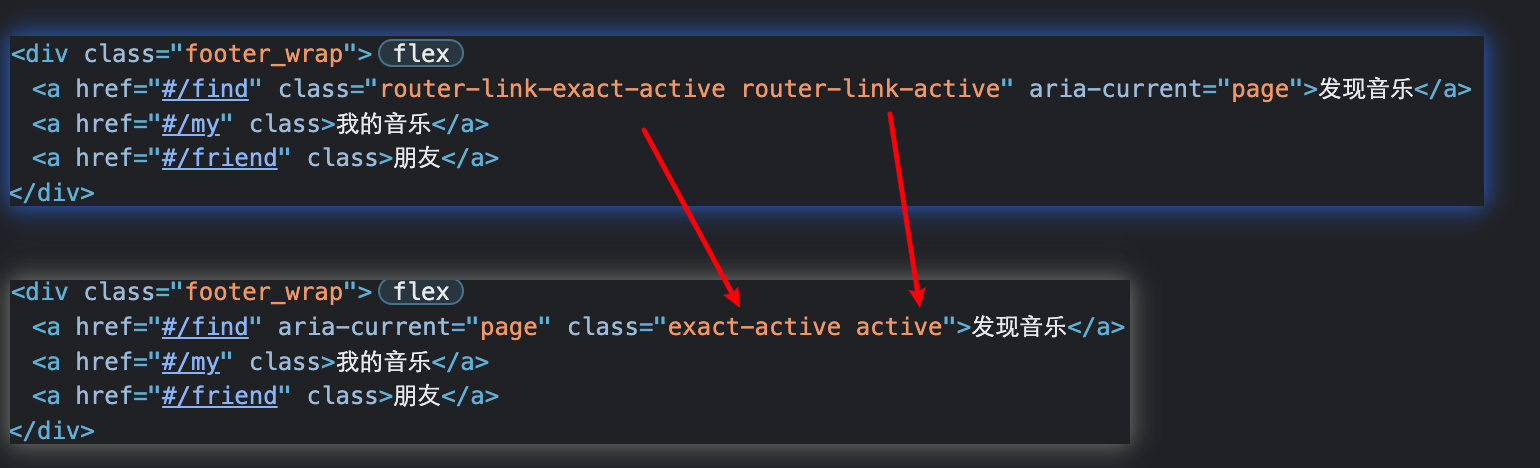 <div class="footer_wrap"> flex
<a href="#/find" class="router-link-exact-active router-link-active" aria-current="page">发现音乐</a>
<a href="#/my" class>我的音乐</a>
<a href="#/friend" class>朋友</a>
</div>
<div class="footer_wrap"> flex
<a href="#/find" aria-current="page" class="exact-active active">发现音乐</a>
<a href="#/my" class>我的音乐</a>
<a href="#/friend" class>朋友</a>
</div>